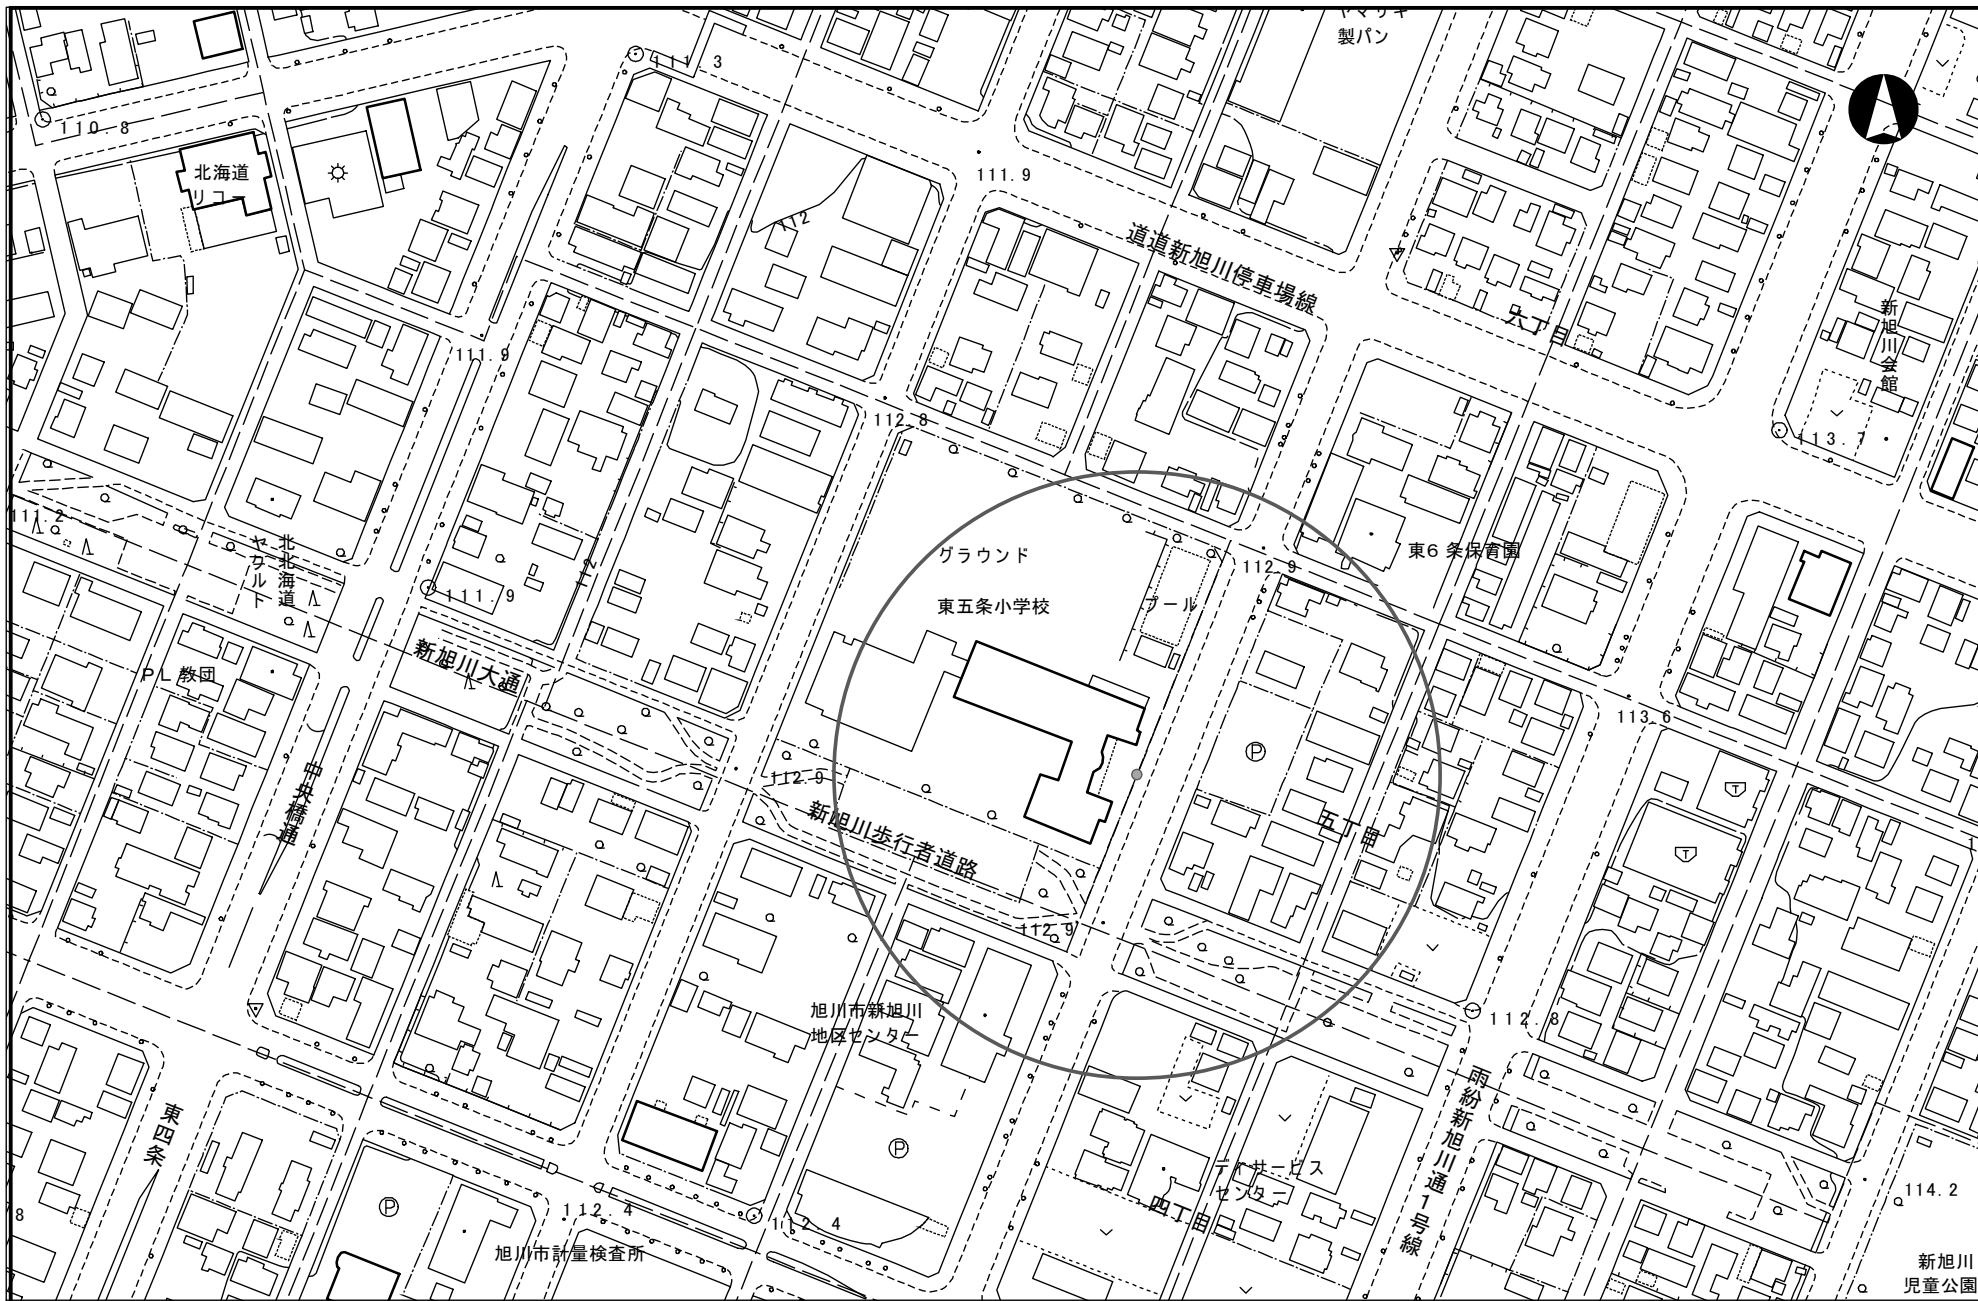 ヤマザキ
製パン
111.3
110.8
北海道
リコー
111.9
112
道道新旭川停車場線
六丁目
新旭川会館
111.9
112.8
113.7
111.2
北北海道
ヤクルト
112
111.9
グラウンド
東五条小学校
プール
112.9
東6条保育園
新旭川大通
PL教団
113.6
中央橋通
112.9
新旭川歩行者道路
五丁目
112.9
旭川市新旭川
地区センター
112.8
雨紛新旭川通1号線
東四条
デイサービス
センター
四丁目
114.2
8
112.4
112.4
旭川市計量検査所
新旭川
児童公園
P
P
P
T
T